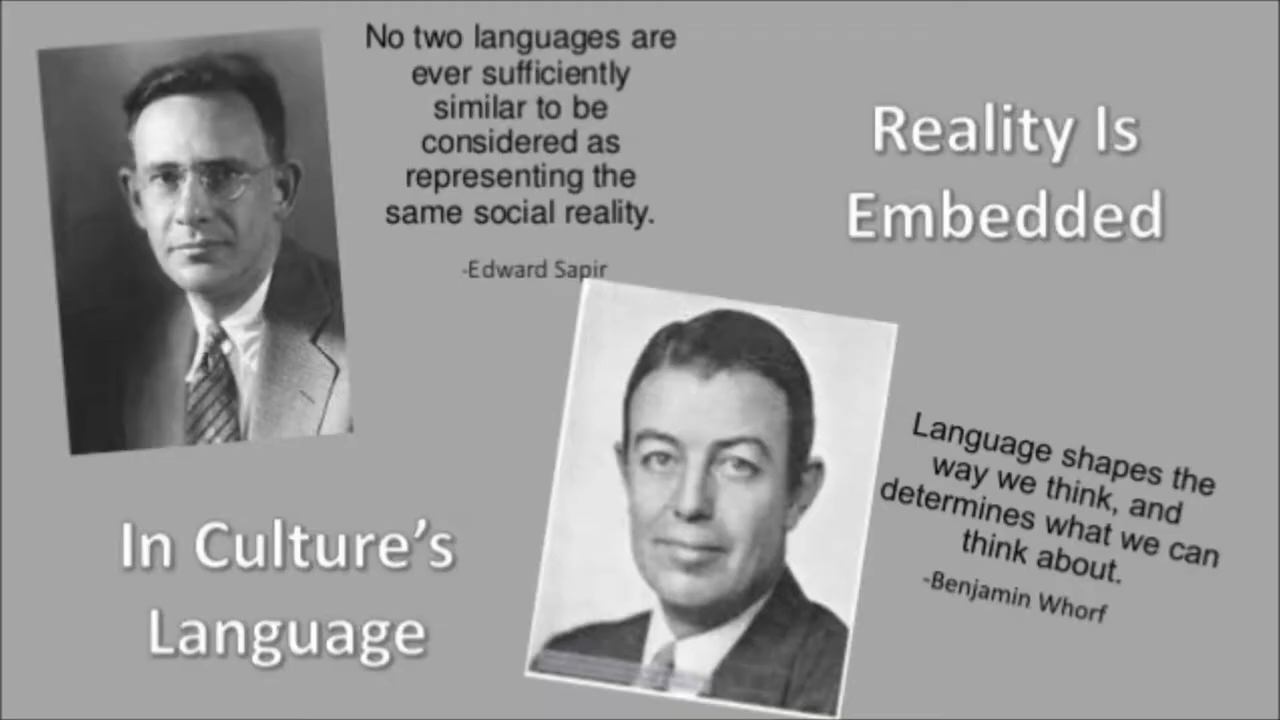 No two languages are
ever sufficiently
similar to be
considered as
representing the
same social reality.
-Edward Sapir
Reality Is
Embedded
In Culture’s
Language
Language shapes the
way we think, and
determines what we can
think about.
-Benjamin Whorf